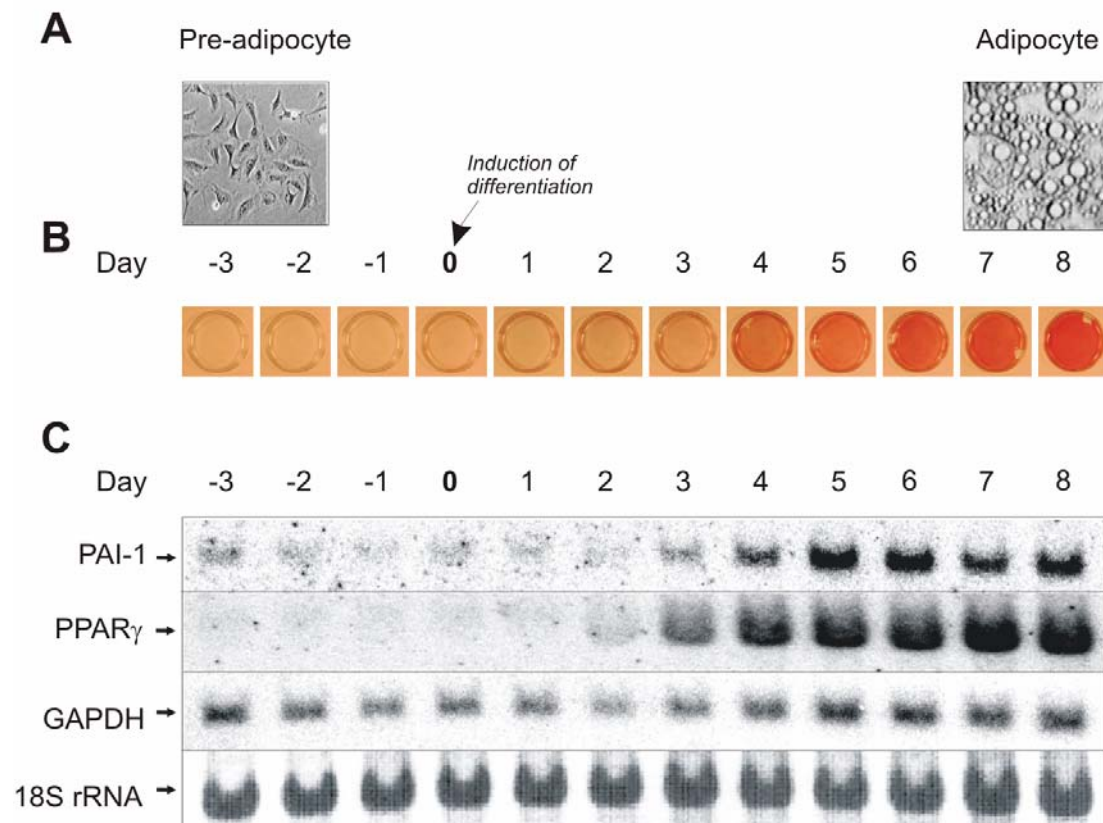 A
Pre-adipocyte Adipocyte
Induction of
differentiation
B
Day -3 -2 -1 0 1 2 3 4 5 6 7 8
C
Day -3 -2 -1 0 1 2 3 4 5 6 7 8
PAI-1
PPARγ
GAPDH
18S rRNA